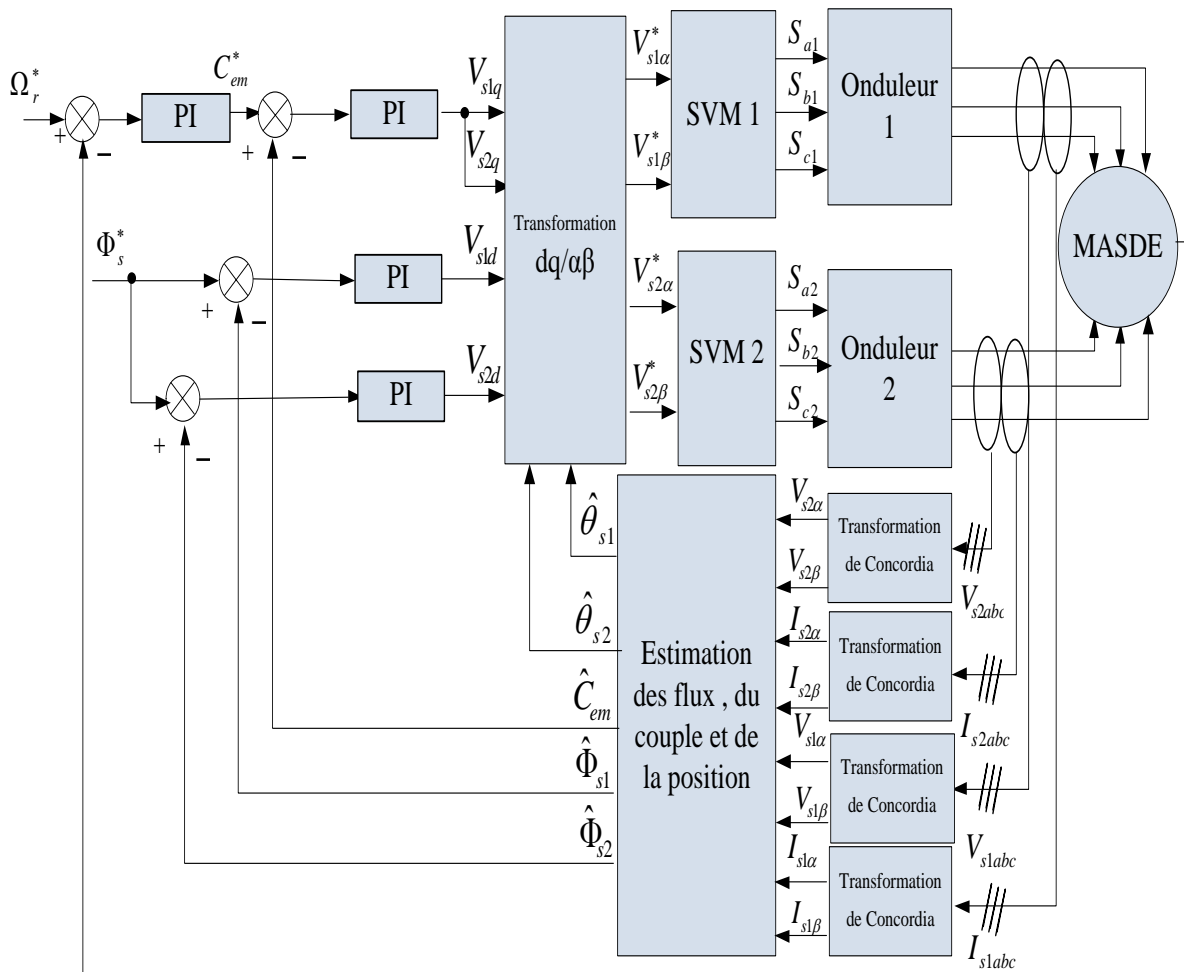 Ω*r
+
−
PI
C*em
+
−
PI
Vs1q
Vs2q
Φ*s
+
−
PI
Vs1d
+
−
PI
Vs2d
Transformation
dq/αβ
V*s1α
V*s1β
SVM 1
Sa1
Sb1
Sc1
Onduleur
1
MASDE
V*s2α
V*s2β
SVM 2
Sa2
Sb2
Sc2
Onduleur
2
θ̂s1
θ̂s2
Ĉem
Φ̂s1
Φ̂s2
Estimation
des flux , du
couple et de
la position
Vs2α
Vs2β
Transformation
de Concordia
Vs2abc
Is2α
Is2β
Transformation
de Concordia
Is2abc
Vs1α
Vs1β
Transformation
de Concordia
Vs1abc
Is1α
Is1β
Transformation
de Concordia
Is1abc